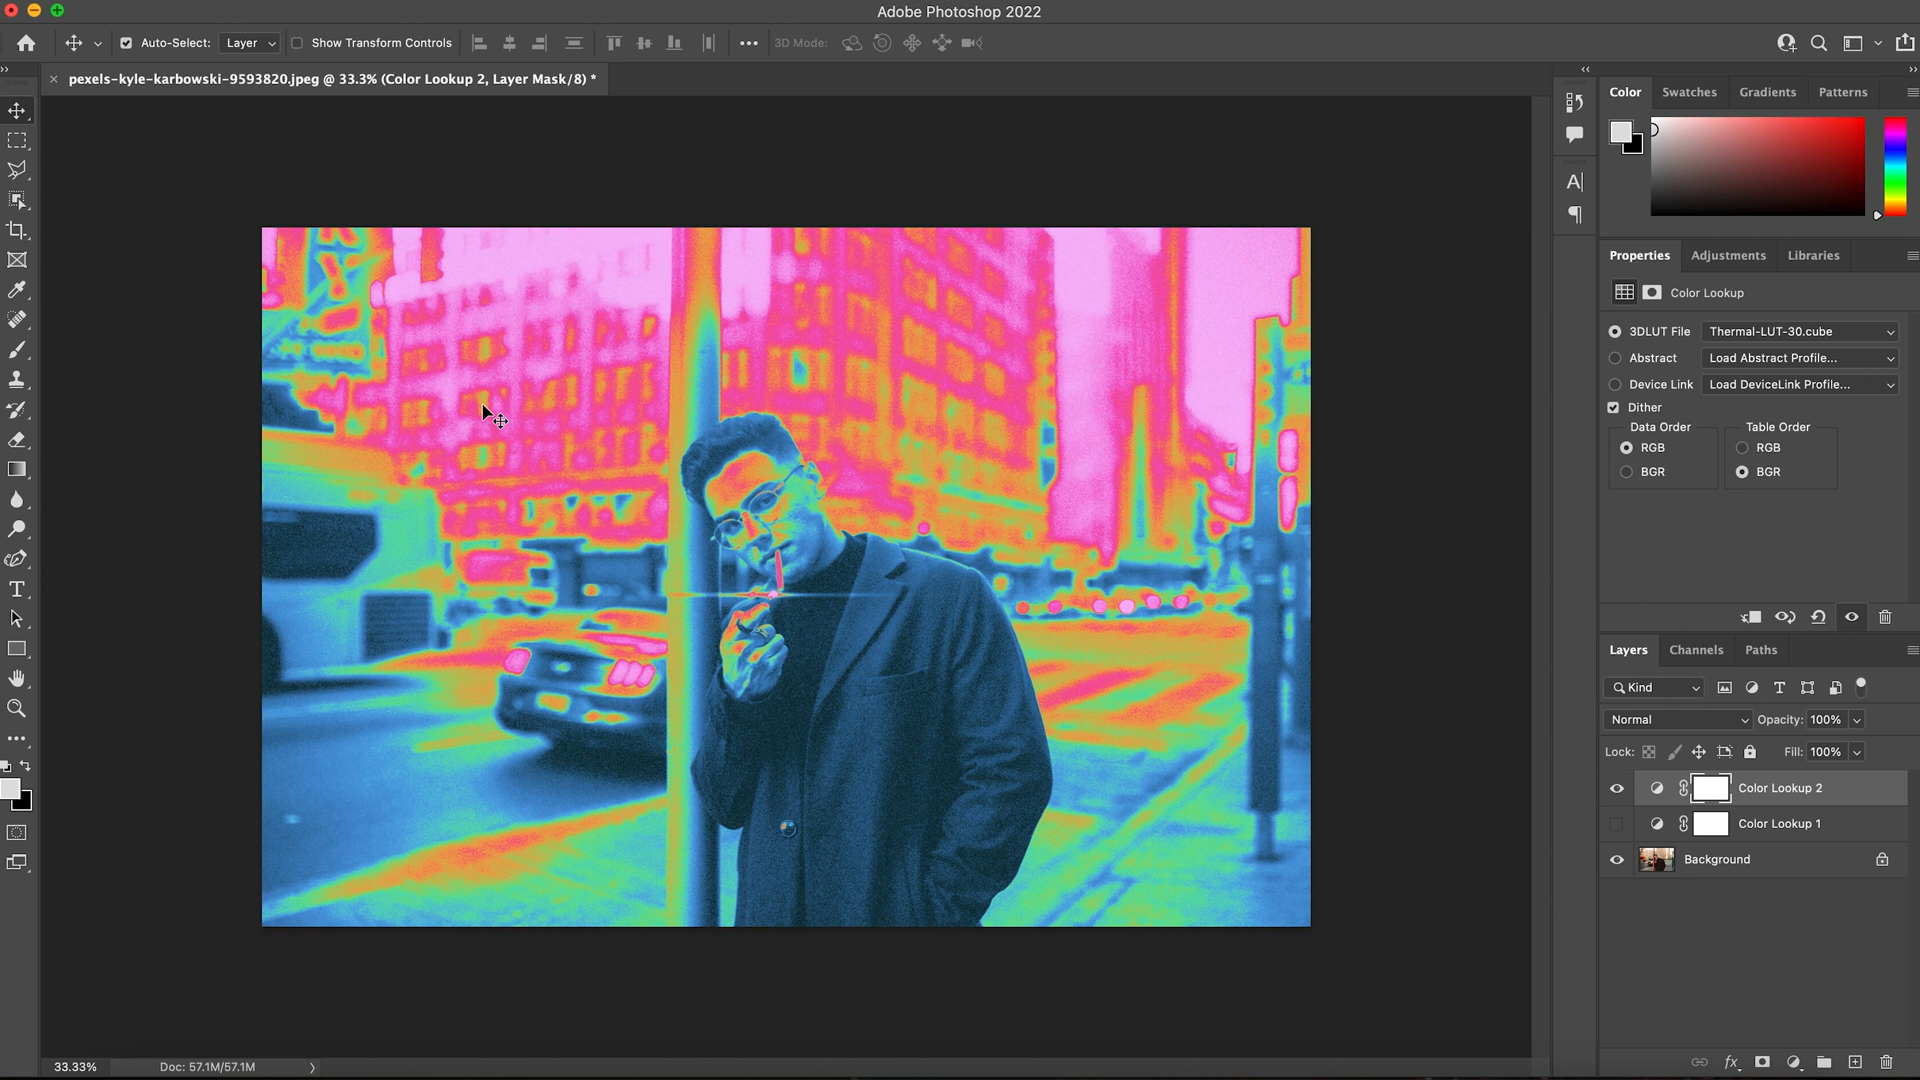 Adobe Photoshop 2022
Auto-Select: Layer Show Transform Controls 3D Mode:
pexels-kyle-karbowski-9593820.jpeg @ 33.3% (Color Lookup 2, Layer Mask/8) *
Color Swatches Gradients Patterns
Properties Adjustments Libraries
Color Lookup
3DLUT File Thermal-LUT-30.cube
Abstract Load Abstract Profile...
Device Link Load DeviceLink Profile...
Dither
Data Order Table Order
RGB RGB
BGR BGR
Layers Channels Paths
Kind
Normal Opacity: 100%
Lock: Fill: 100%
Color Lookup 2
Color Lookup 1
Background
33.33% Doc: 57.1M/57.1M